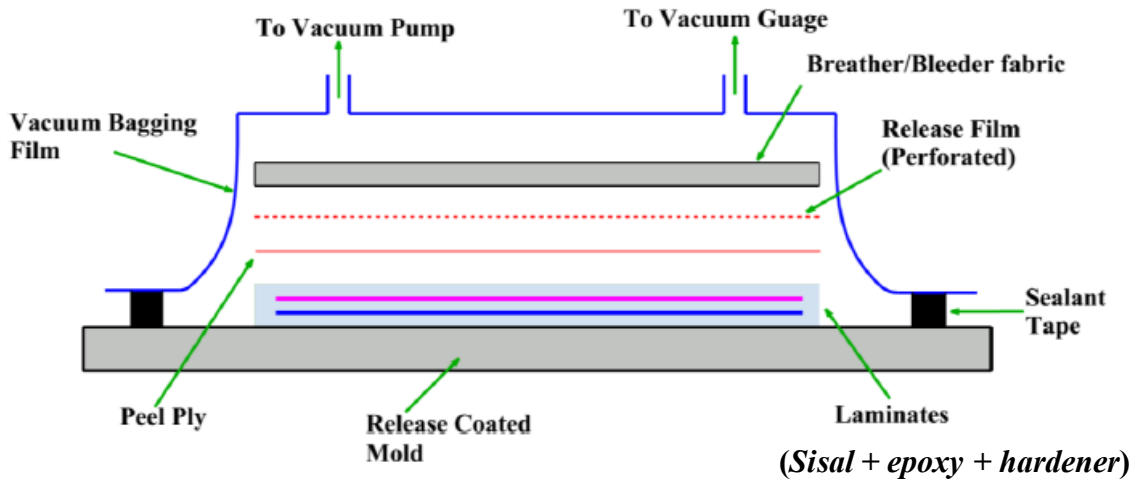 To Vacuum Pump
To Vacuum Guage
Breather/Bleeder fabric
Vacuum Bagging
Film
Release Film
(Perforated)
Sealant
Tape
Peel Ply
Release Coated
Mold
Laminates
(Sisal + epoxy + hardener)